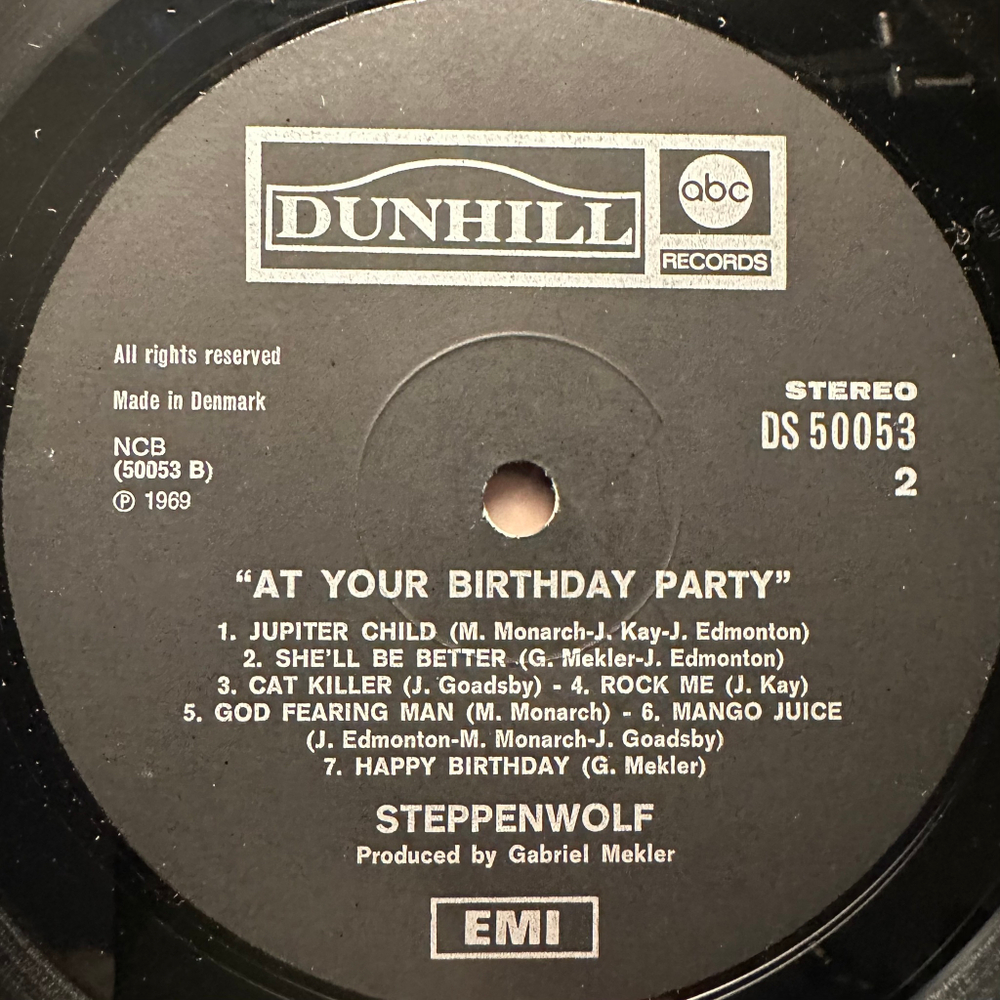 DUNHILL
abc
RECORDS
All rights reserved
Made in Denmark
NCB
(50053 B)
Ⓟ 1969
STEREO
DS 50053
2
“AT YOUR BIRTHDAY PARTY”
1. JUPITER CHILD (M. Monarch-J. Kay-J. Edmonton)
2. SHE'LL BE BETTER (G. Mekler-J. Edmonton)
3. CAT KILLER (J. Goadsby) - 4. ROCK ME (J. Kay)
5. GOD FEARING MAN (M. Monarch) - 6. MANGO JUICE
(J. Edmonton-M. Monarch-J. Goadsby)
7. HAPPY BIRTHDAY (G. Mekler)
STEPPENWOLF
Produced by Gabriel Mekler
EMI